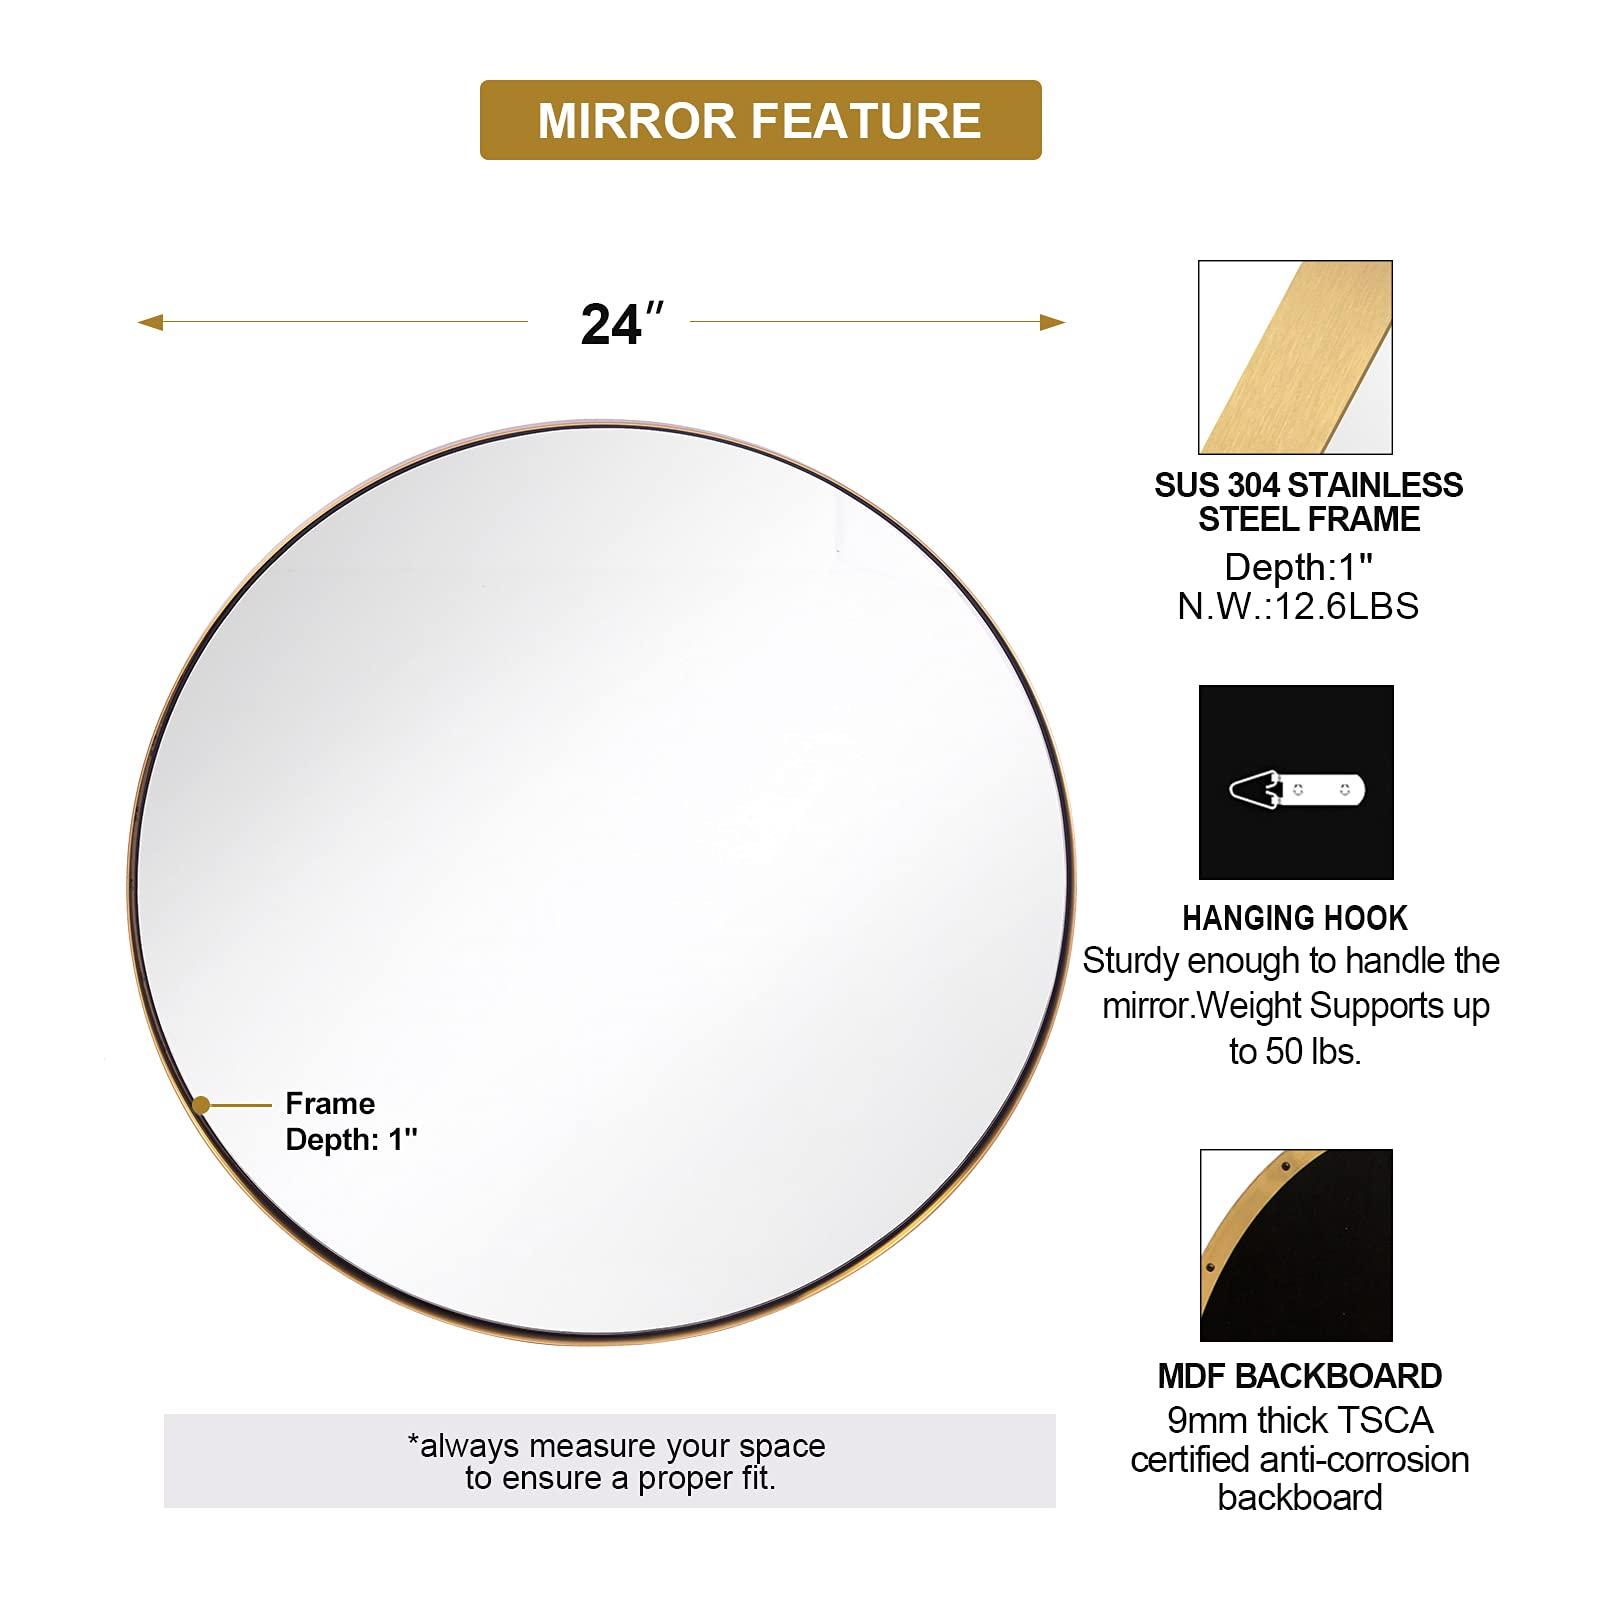 MIRROR FEATURE
24″
SUS 304 STAINLESS
STEEL FRAME
Depth:1"
N.W.:12.6LBS
HANGING HOOK
Sturdy enough to handle the
mirror.Weight Supports up
to 50 lbs.
Frame
Depth: 1"
MDF BACKBOARD
9mm thick TSCA
certified anti-corrosion
backboard
*always measure your space
to ensure a proper fit.